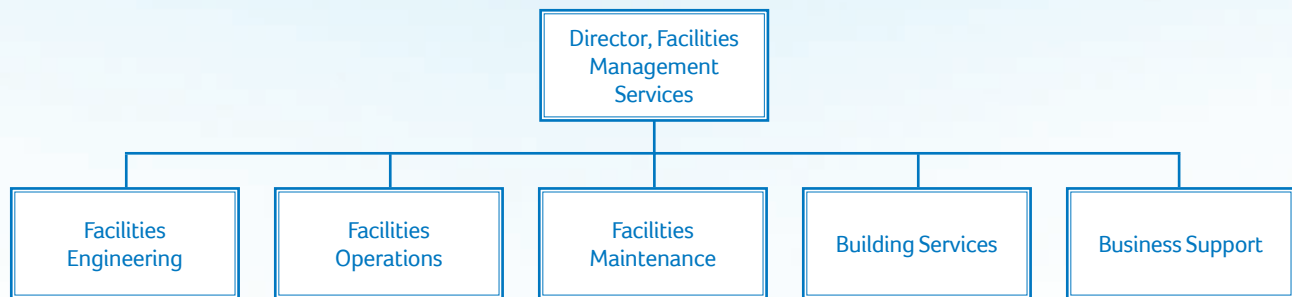 Director, Facilities
Management
Services
Facilities
Engineering
Facilities
Operations
Facilities
Maintenance
Building Services
Business Support